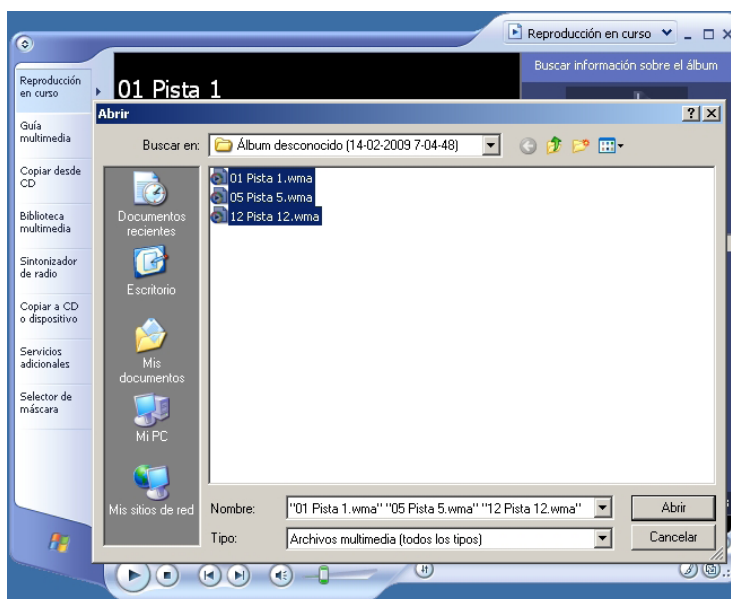 Reproducción en curso
Buscar información sobre el álbum
01 Pista 1
Reproducción
en curso
Guía
multimedia
Copiar desde
CD
Biblioteca
multimedia
Sintonizador
de radio
Copiar a CD
o dispositivo
Servicios
adicionales
Selector de
máscara
Abrir
Buscar en:
Álbum desconocido (14-02-2009 7-04-48)
Documentos
recientes
Escritorio
Mis
documentos
Mi PC
Mis sitios de red
01 Pista 1.wma
05 Pista 5.wma
12 Pista 12.wma
Nombre:
"01 Pista 1.wma" "05 Pista 5.wma" "12 Pista 12.wma"
Abrir
Tipo:
Archivos multimedia (todos los tipos)
Cancelar